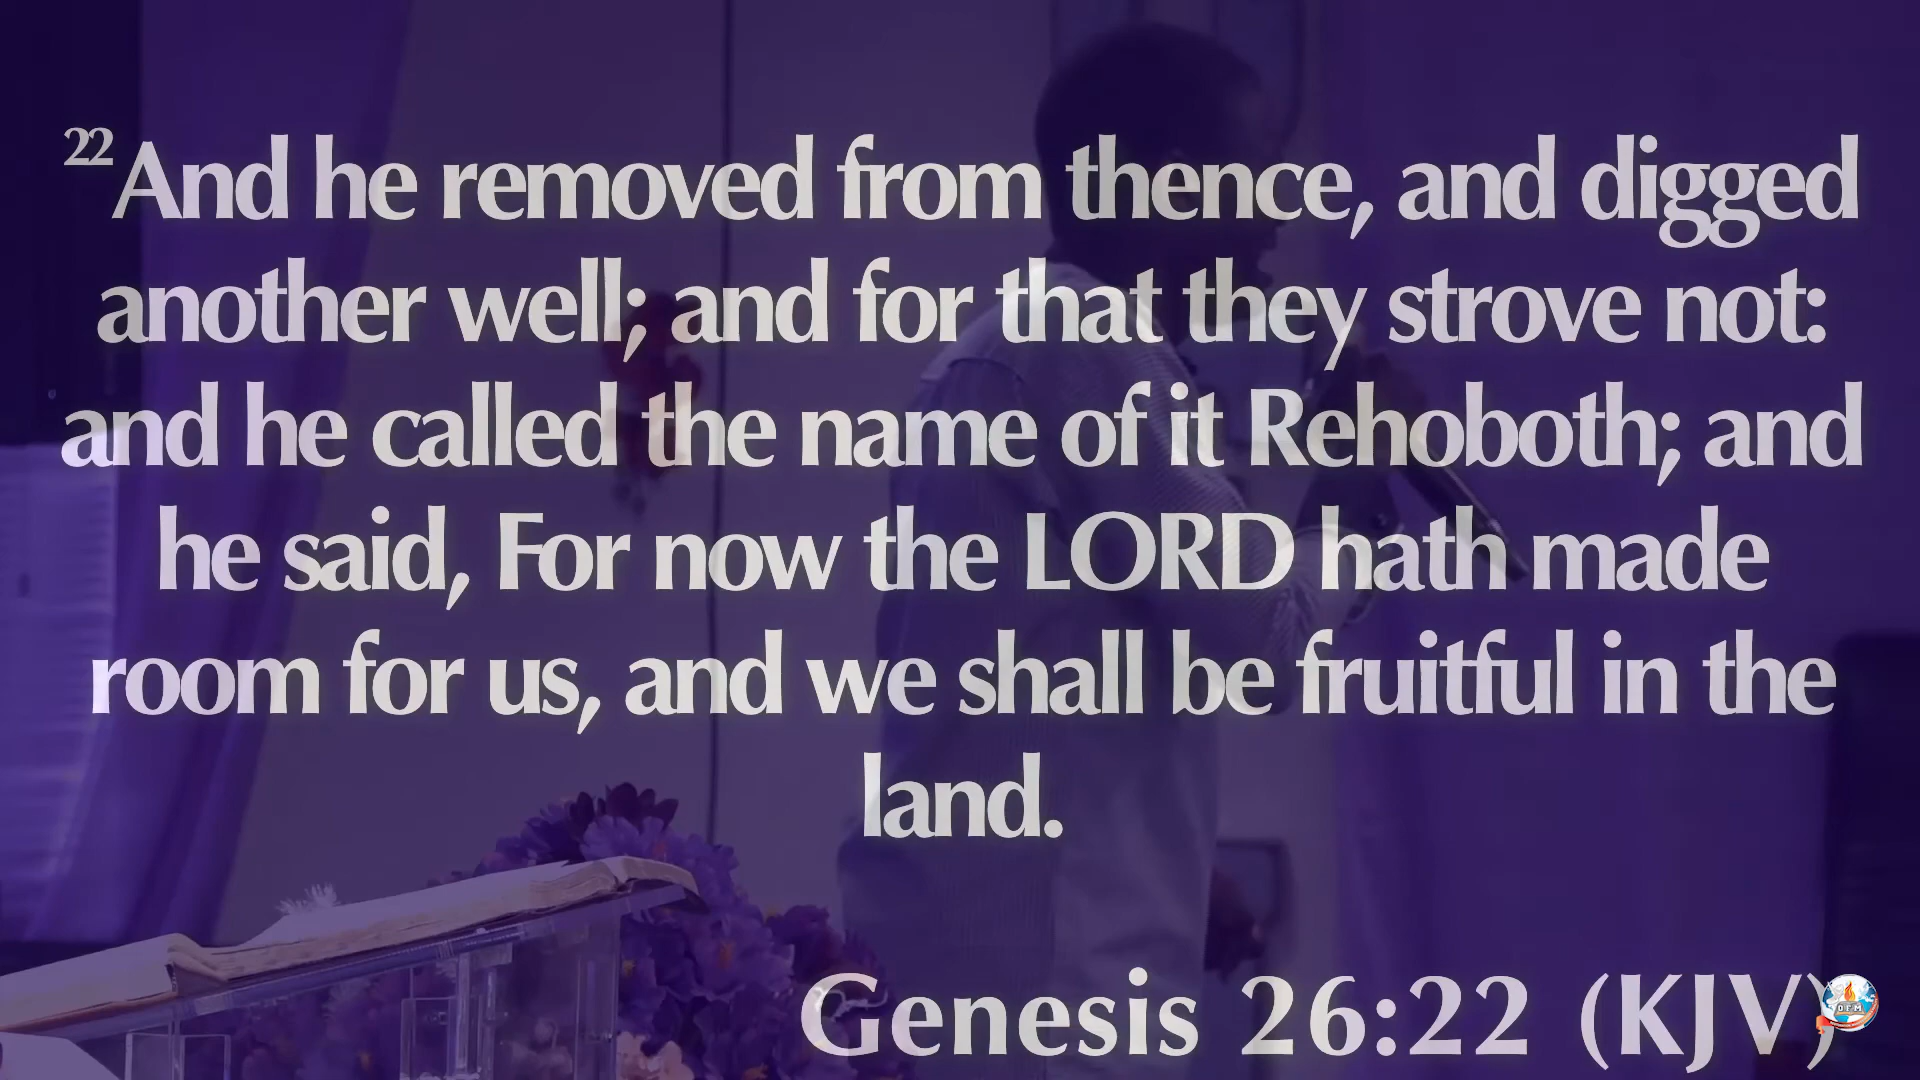 22And he removed from thence, and digged
another well; and for that they strove not:
and he called the name of it Rehoboth; and
he said, For now the LORD hath made
room for us, and we shall be fruitful in the
land.
Genesis 26:22 (KJV)